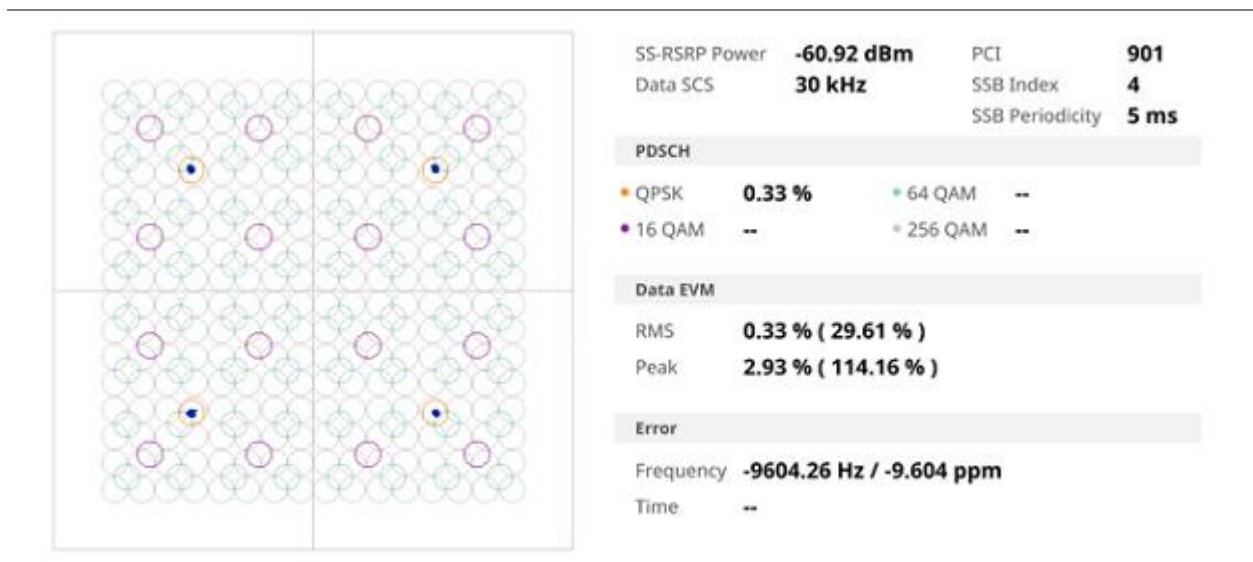 SS-RSRP Power -60.92 dBm PCI 901
Data SCS 30 kHz SSB Index 4
SSB Periodicity 5 ms
PDSCH
QPSK 0.33 % 64 QAM --
16 QAM -- 256 QAM --
Data EVM
RMS 0.33 % ( 29.61 % )
Peak 2.93 % ( 114.16 % )
Error
Frequency -9604.26 Hz / -9.604 ppm
Time --